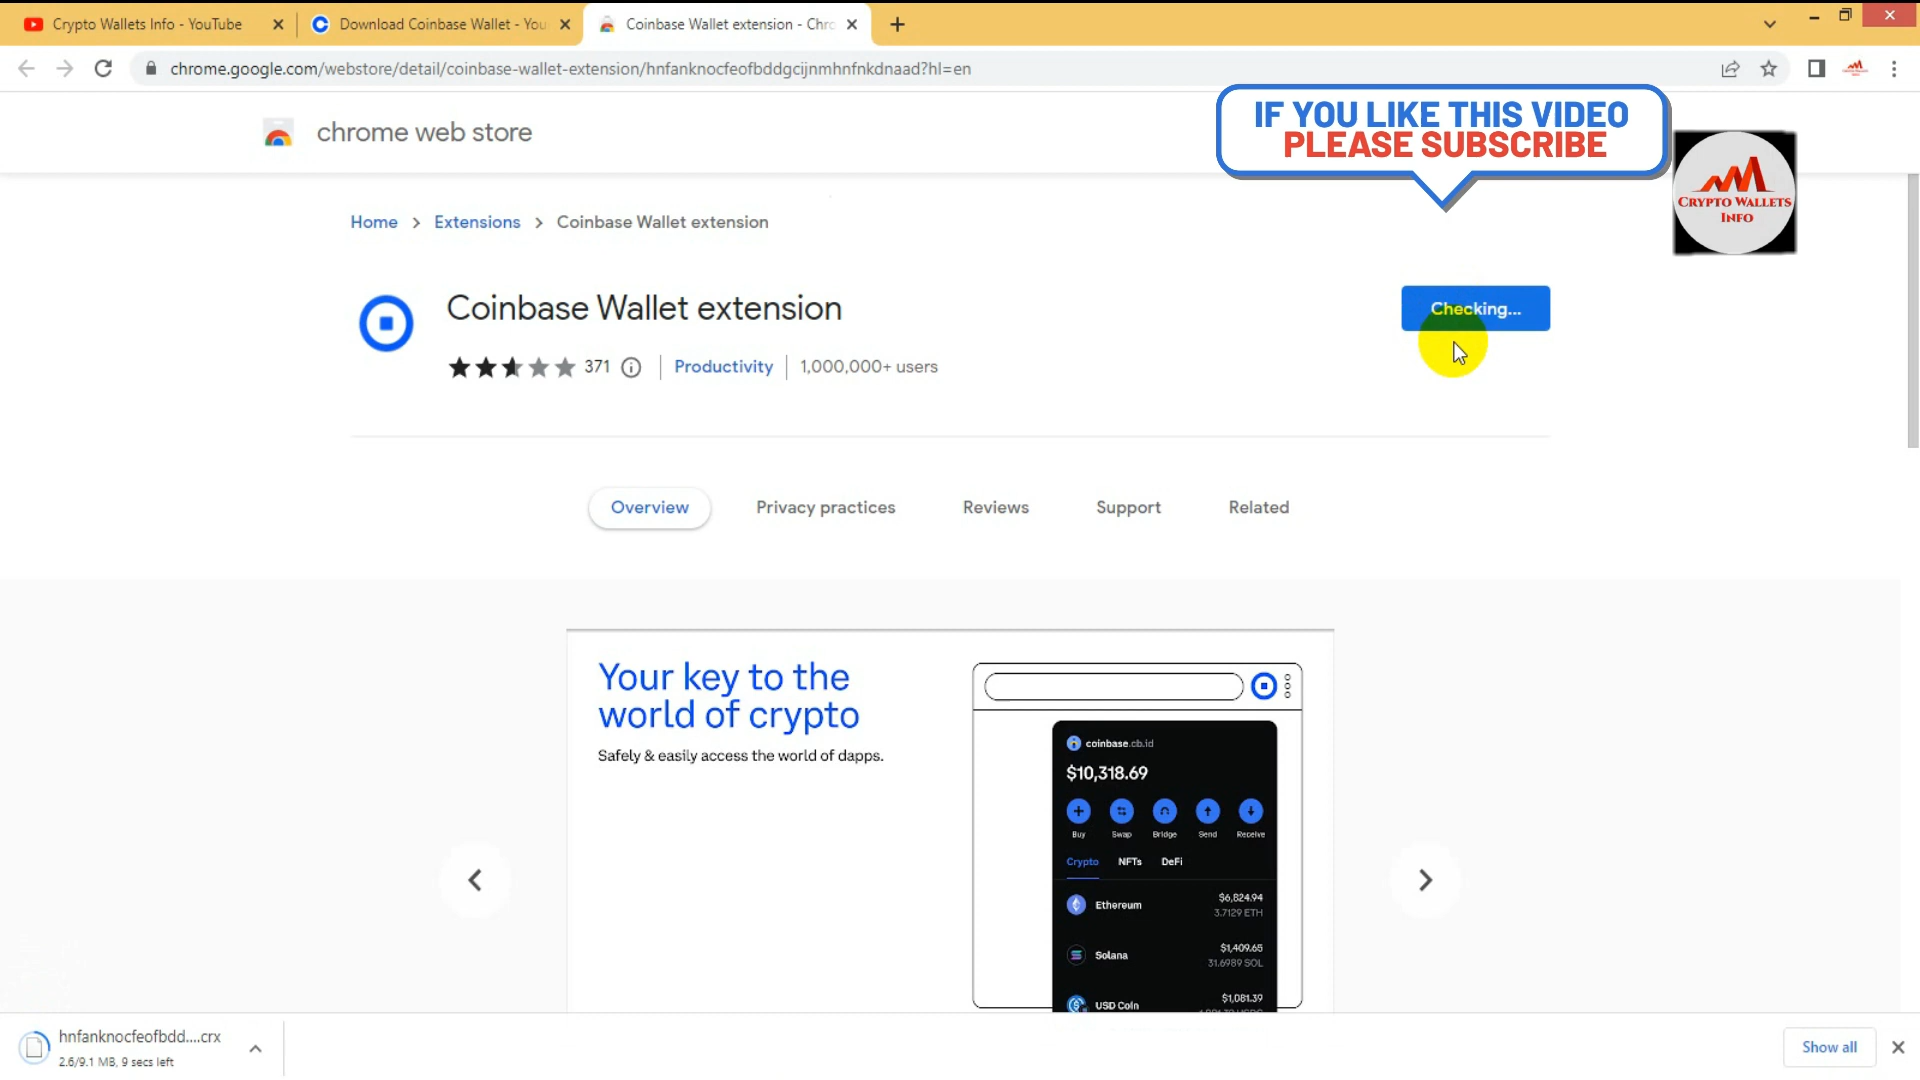 Crypto Wallets Info - YouTube
Download Coinbase Wallet - You
Coinbase Wallet extension - Chro
chrome.google.com/webstore/detail/coinbase-wallet-extension/hnfanknocfeofbddgcijnmhnfnkdnaad?hl=en
IF YOU LIKE THIS VIDEO
PLEASE SUBSCRIBE
CRYPTO WALLETS
INFO
chrome web store
Home > Extensions > Coinbase Wallet extension
Coinbase Wallet extension
Checking...
371
Productivity
1,000,000+ users
Overview
Privacy practices
Reviews
Support
Related
Your key to the
world of crypto
Safely & easily access the world of dapps.
coinbase.cb.id
$10,318.69
Buy Swap Bridge Send Receive
Crypto NFTs DeFi
Ethereum $6,824.94
3.7129 ETH
Solana $1,409.65
31.6989 SOL
USD Coin $1,081.39
hnfanknocfeofbdd....crx
2.6/9.1 MB, 9 secs left
Show all